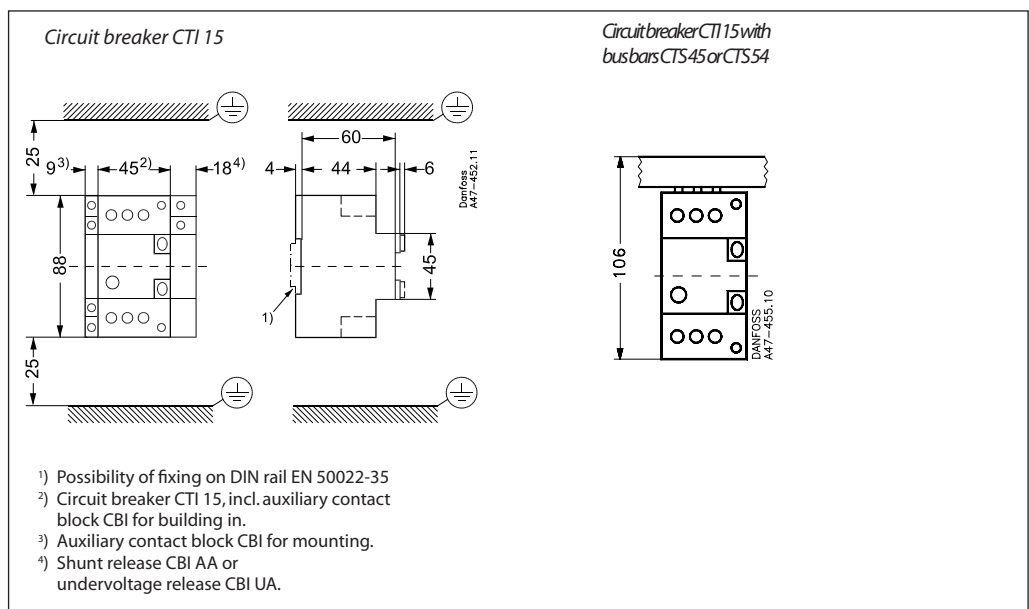 Circuit breaker CTI 15
Circuit breaker CTI 15 with
busbars CTS 45 or CTS 54
25
9³⁾
45²⁾
18⁴⁾
88
25
60
4
44
6
45
1)
Danfoss
A47-452.11
106
DANFOSS
A47-455.10
¹) Possibility of fixing on DIN rail EN 50022-35
²) Circuit breaker CTI 15, incl. auxiliary contact
block CBI for building in.
³) Auxiliary contact block CBI for mounting.
⁴) Shunt release CBI AA or
undervoltage release CBI UA.